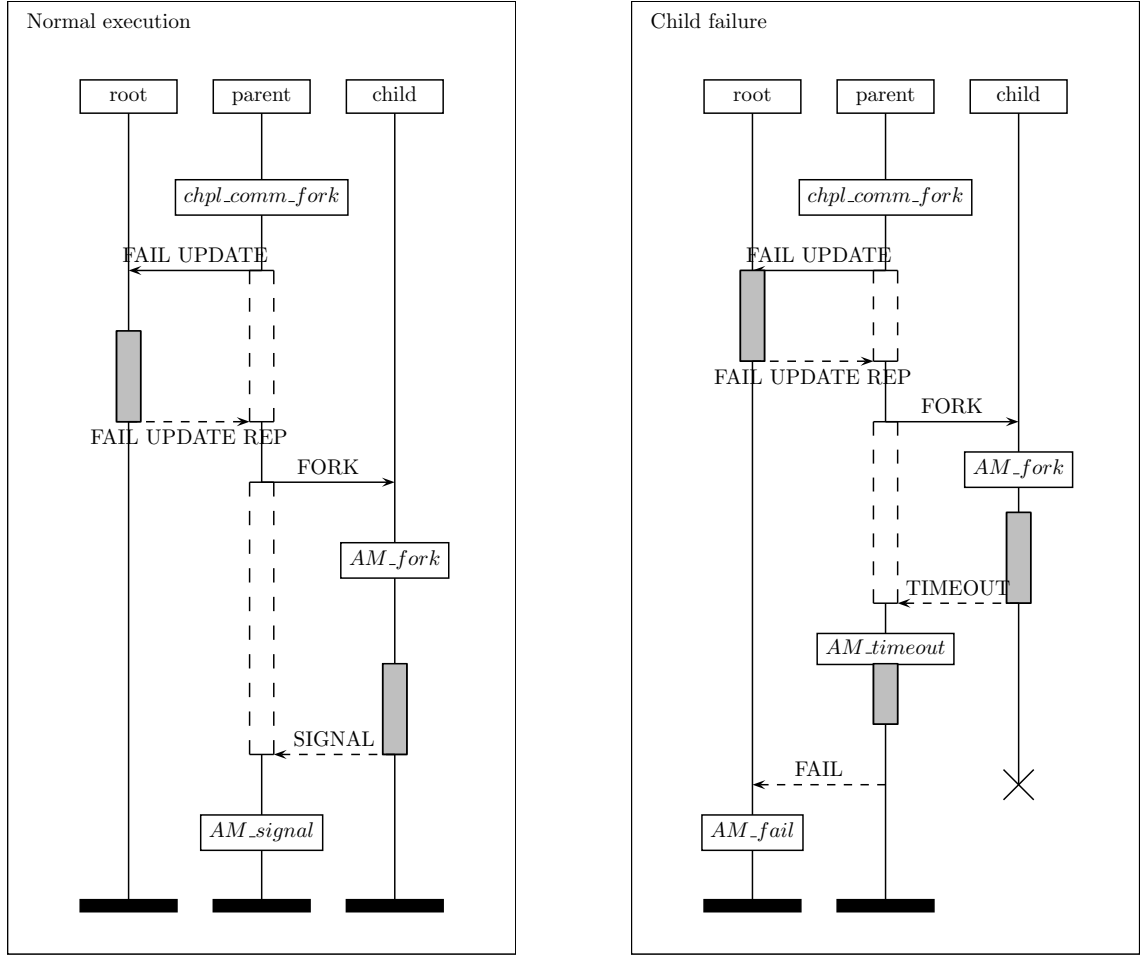 Normal execution
root
parent
child
chpl_comm_fork
FAIL UPDATE
FAIL UPDATE REP
FORK
AM_fork
SIGNAL
AM_signal
Child failure
root
parent
child
chpl_comm_fork
FAIL UPDATE
FAIL UPDATE REP
FORK
AM_fork
TIMEOUT
AM_timeout
FAIL
AM_fail